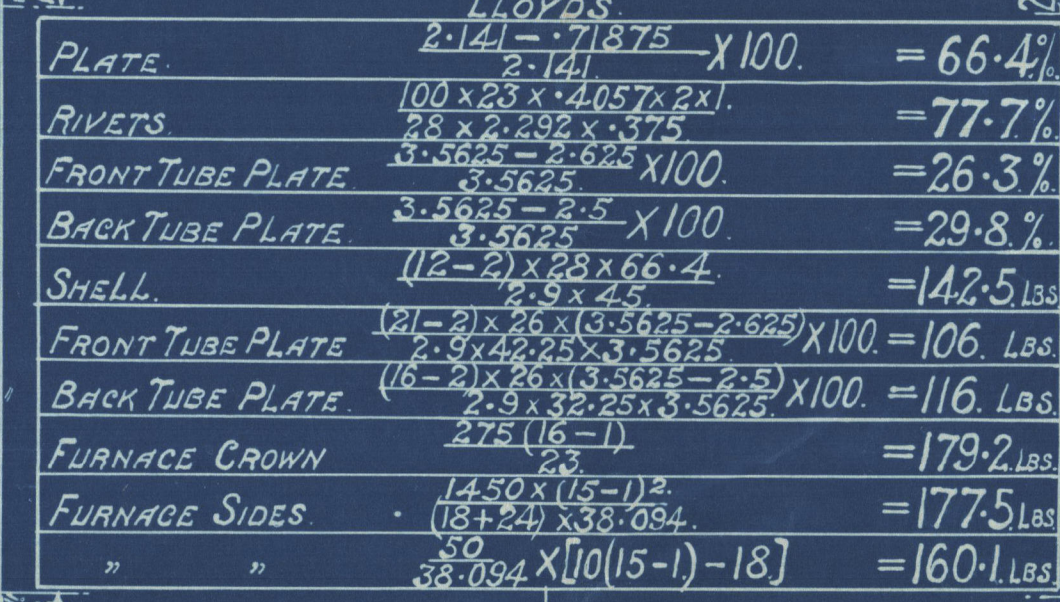 LLOYDS.
PLATE. (2·141 - ·71875)/2·141. X 100. = 66·4%.
RIVETS. (100 x 23 x ·4057 x 2 x 1.)/(28 x 2·292 x ·375.) = 77·7%.
FRONT TUBE PLATE. (3·5625 - 2·625)/3·5625. X 100. = 26·3.%.
BACK TUBE PLATE. (3·5625 - 2·5)/3·5625 X 100. = 29·8.%.
SHELL. ((12-2) x 28 x 66·4.)/(2·9 x 45.) = 142·5. LBS
FRONT TUBE PLATE ((21-2) x 26 x (3·5625-2·625))/(2·9 x 42·25 x 3·5625.) X 100. = 106. LBS.
BACK TUBE PLATE. ((16-2) x 26 x (3·5625-2·5))/(2·9 x 32·25 x 3·5625.) X 100. = 116. LBS.
FURNACE CROWN 275 (16-1)/23. = 179·2. LBS.
FURNACE SIDES. (1450 x (15-1)².)/((18+24) x 38·094.) = 177·5. LBS
" " 50/38·094 X [10(15-1.) - 18.] = 160·1. LBS